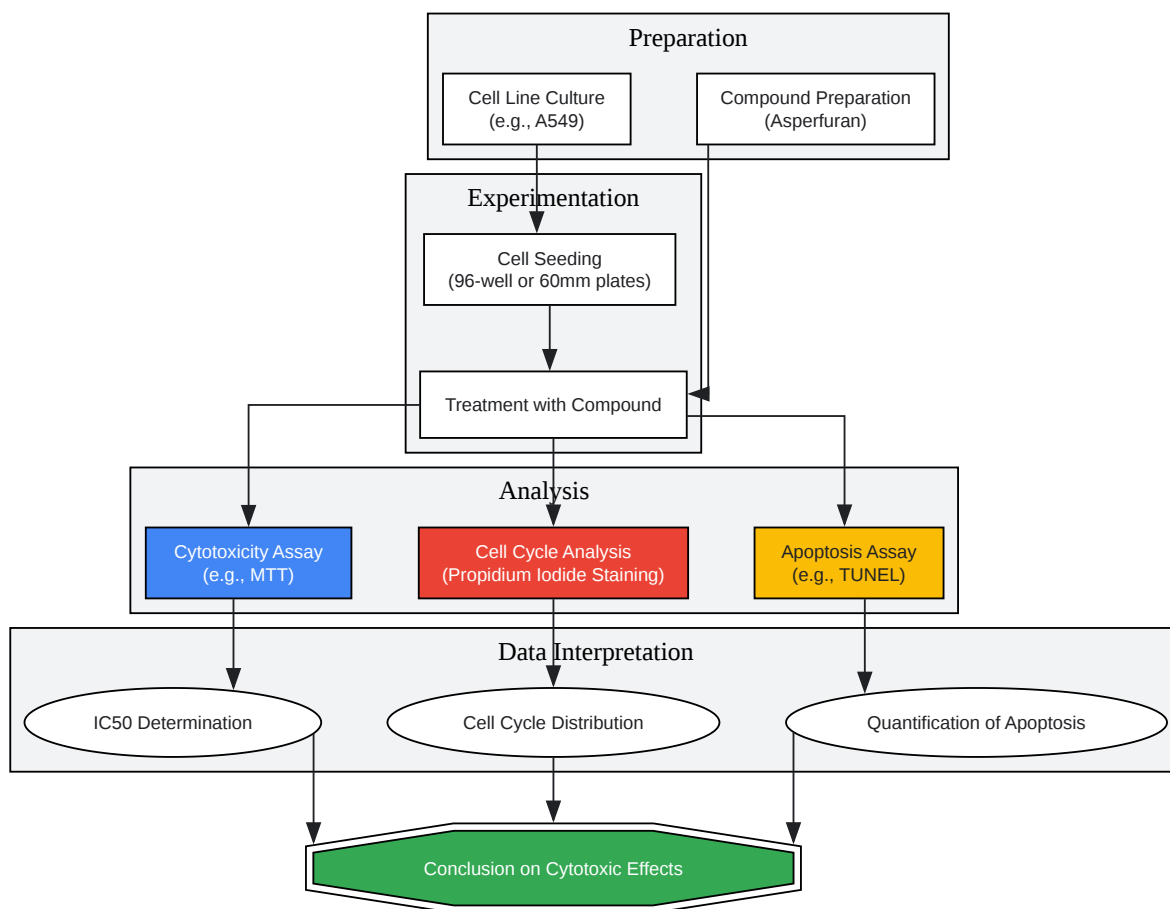 Preparation
Cell Line Culture
(e.g., A549)
Compound Preparation
(Asperfuran)
Experimentation
Cell Seeding
(96-well or 60mm plates)
Treatment with Compound
Analysis
Cytotoxicity Assay
(e.g., MTT)
Cell Cycle Analysis
(Propidium Iodide Staining)
Apoptosis Assay
(e.g., TUNEL)
Data Interpretation
IC50 Determination
Cell Cycle Distribution
Quantification of Apoptosis
Conclusion on Cytotoxic Effects